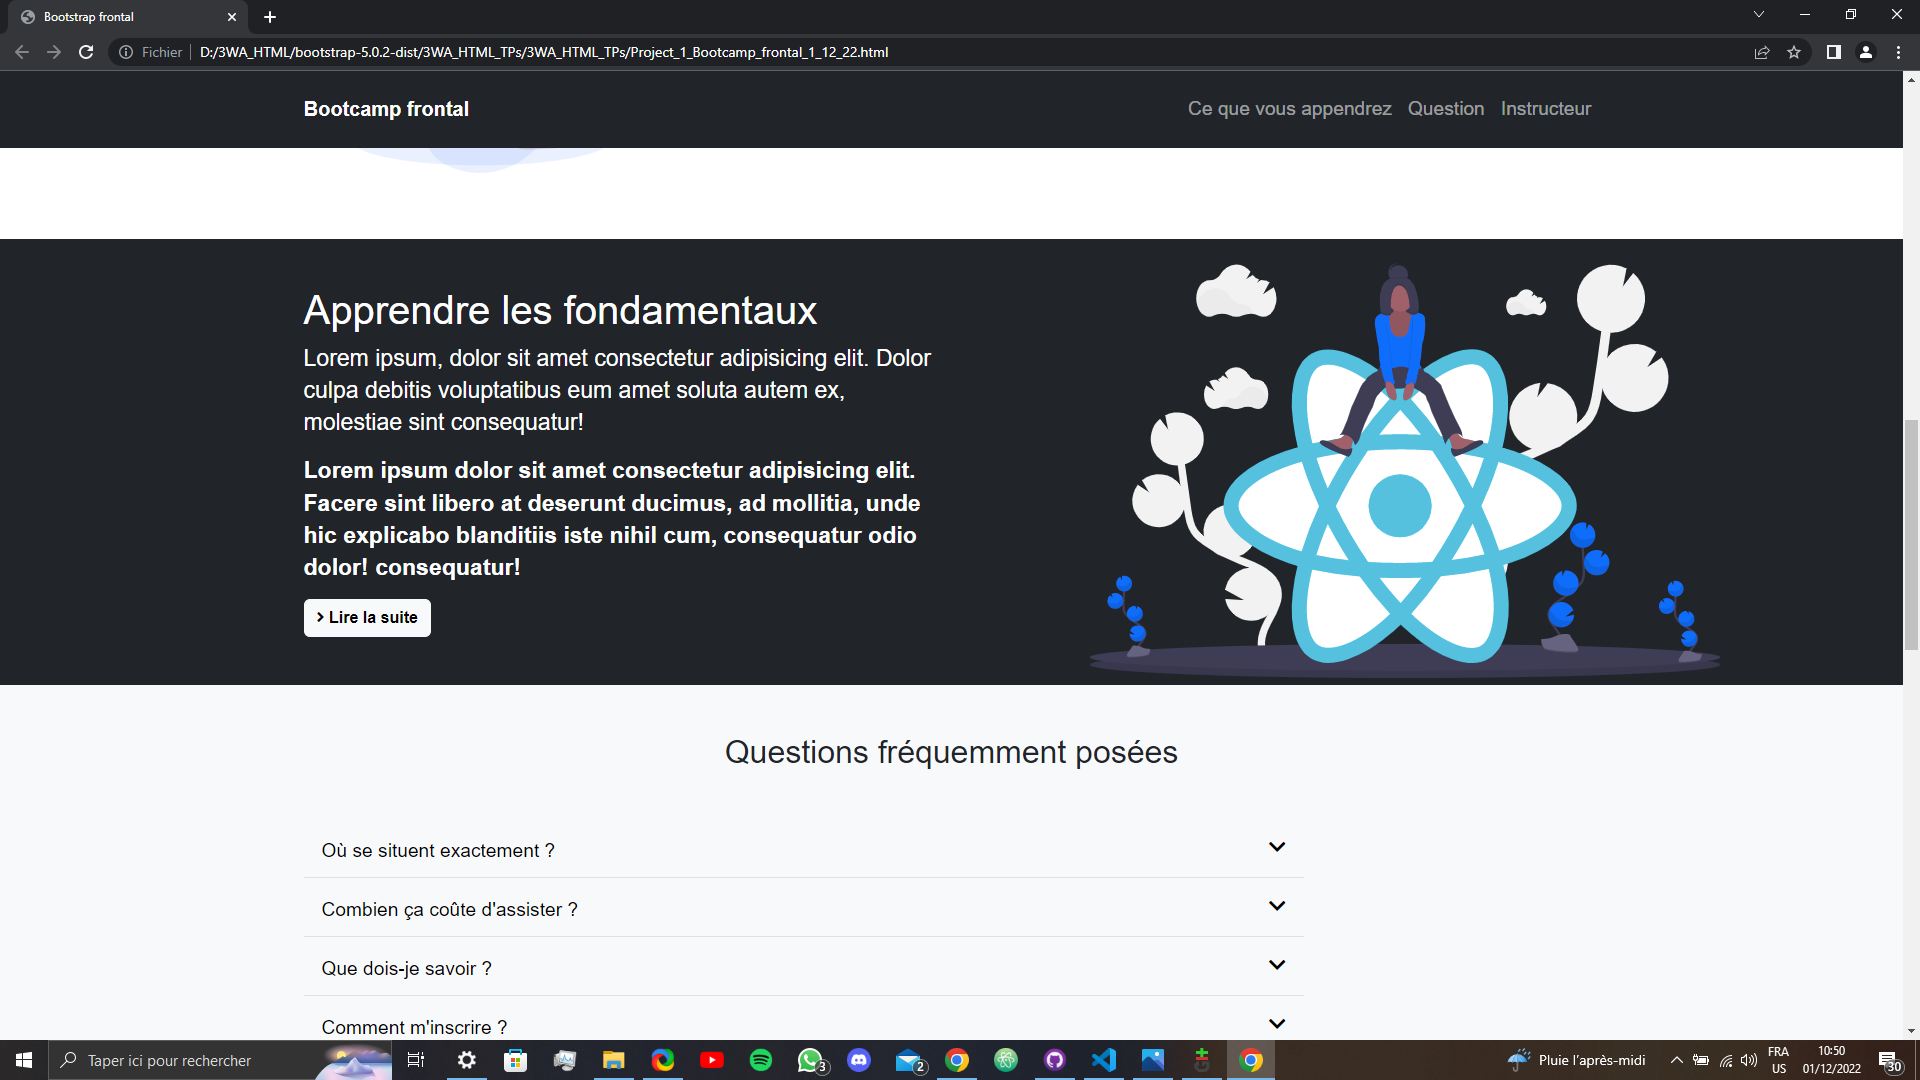 Bootstrap frontal
Fichier D:/3WA_HTML/bootstrap-5.0.2-dist/3WA_HTML_TPs/3WA_HTML_TPs/Project_1_Bootcamp_frontal_1_12_22.html
Bootcamp frontal
Ce que vous appendrez Question Instructeur
Apprendre les fondamentaux
Lorem ipsum, dolor sit amet consectetur adipisicing elit. Dolor
culpa debitis voluptatibus eum amet soluta autem ex,
molestiae sint consequatur!
Lorem ipsum dolor sit amet consectetur adipisicing elit.
Facere sint libero at deserunt ducimus, ad mollitia, unde
hic explicabo blanditiis iste nihil cum, consequatur odio
dolor! consequatur!
Lire la suite
Questions fréquemment posées
Où se situent exactement ?
Combien ça coûte d'assister ?
Que dois-je savoir ?
Comment m'inscrire ?
Taper ici pour rechercher
3
2
Pluie l'après-midi
FRA
US
10:50
01/12/2022
30